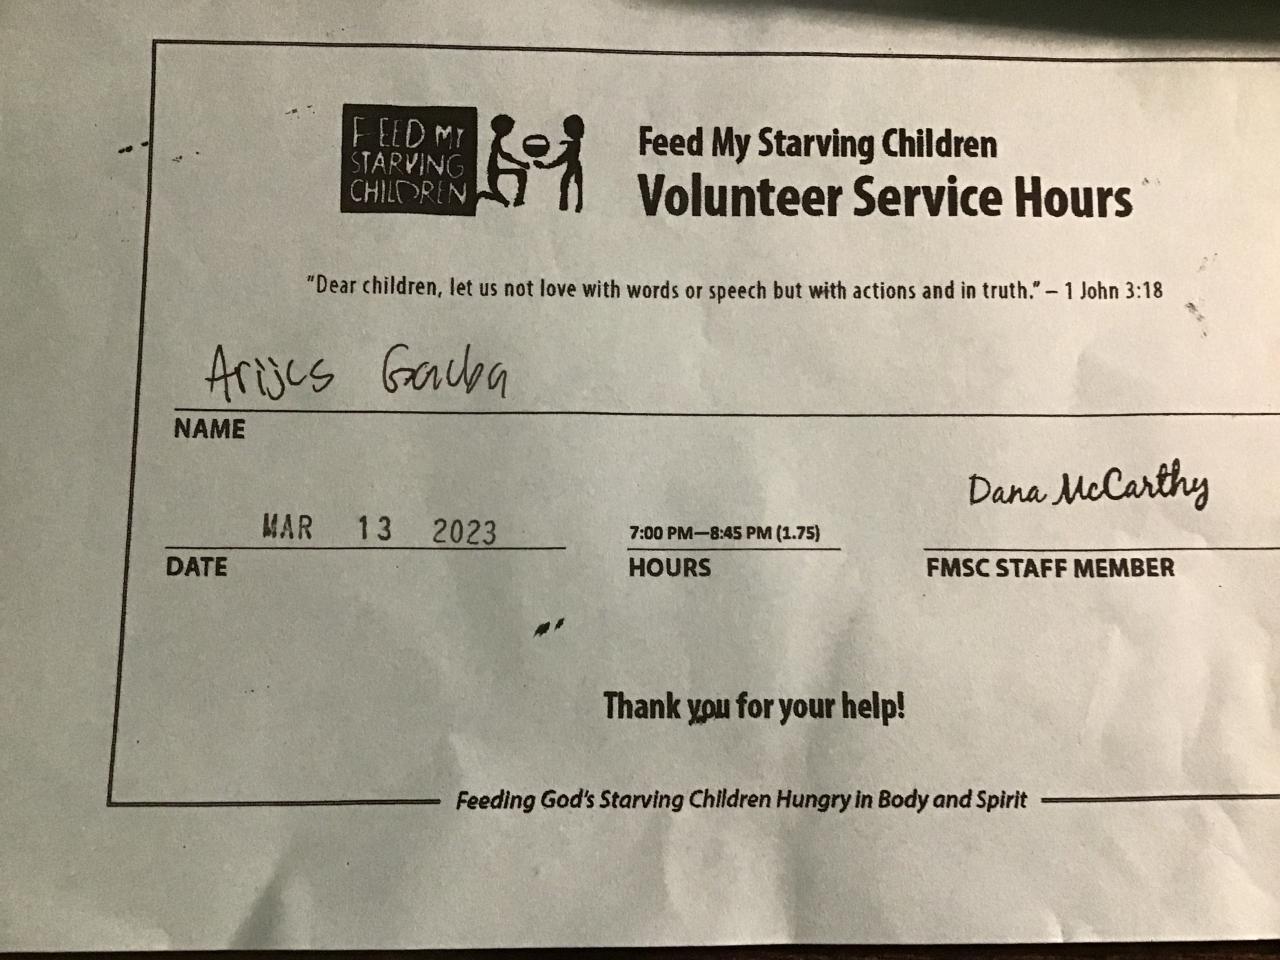 FEED MY
STARVING
CHILDREN
Feed My Starving Children
Volunteer Service Hours
"Dear children, let us not love with words or speech but with actions and in truth." – 1 John 3:18
Arijus
NAME
Dana McCarthy
MAR 13 2023
7:00 PM—8:45 PM (1.75)
DATE
HOURS
FMSC STAFF MEMBER
Thank you for your help!
Feeding God's Starving Children Hungry in Body and Spirit